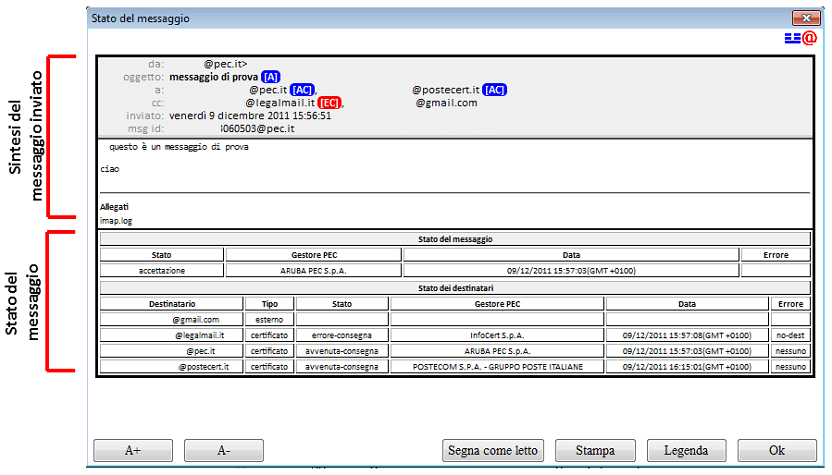 Stato del messaggio
Sintesi del
messaggio inviato
da: @pec.it>
oggetto: messaggio di prova [A]
a: @pec.it [AC], @postecert.it [AC]
cc: @legalmail.it [EC], @gmail.com
inviato: venerdì 9 dicembre 2011 15:56:51
msg id: 3060503@pec.it
questo è un messaggio di prova
ciao
Allegati
imap.log
Stato del
messaggio
Stato del messaggio
Stato Gestore PEC Data Errore
accettazione ARUBA PEC S.p.A. 09/12/2011 15:57:03(GMT +0100)
Stato dei destinatari
Destinatario Tipo Stato Gestore PEC Data Errore
@gmail.com esterno
@legalmail.it certificato errore-consegna InfoCert S.p.A. 09/12/2011 15:57:08(GMT +0100) no-dest
@pec.it certificato avvenuta-consegna ARUBA PEC S.p.A. 09/12/2011 15:57:03(GMT +0100) nessuno
@postecert.it certificato avvenuta-consegna POSTECOM S.P.A. - GRUPPO POSTE ITALIANE 09/12/2011 16:15:01(GMT +0100) nessuno
A+ A- Segna come letto Stampa Legenda Ok